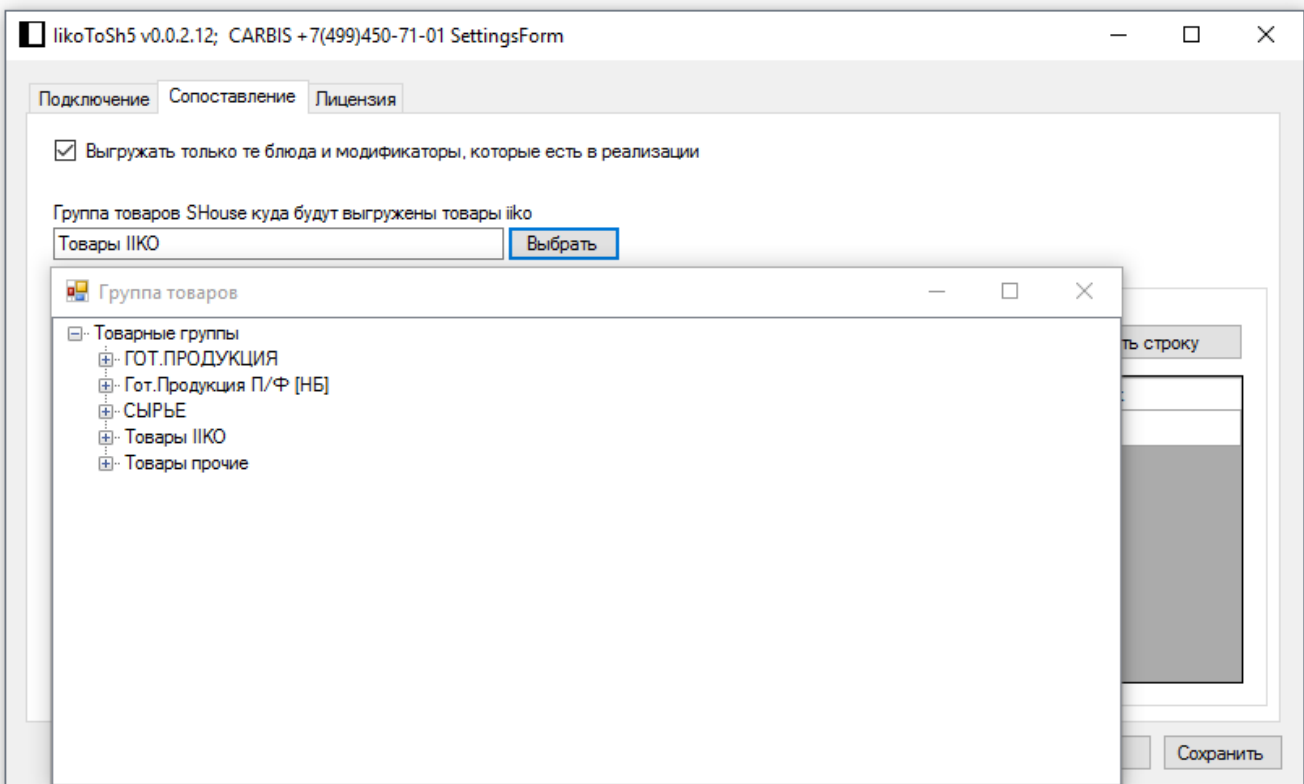 IikoToSh5 v0.0.2.12; CARBIS +7(499)450-71-01 SettingsForm
Подключение Сопоставление Лицензия
Выгружать только те блюда и модификаторы, которые есть в реализации
Группа товаров SHouse куда будут выгружены товары iiko
Товары IIKO Выбрать
Группа товаров
Товарные группы
ГОТ.ПРОДУКЦИЯ
ть строку
Гот.Продукция П/Ф [НБ]
СЫРЬЕ
Товары IIKO
Товары прочие
Сохранить